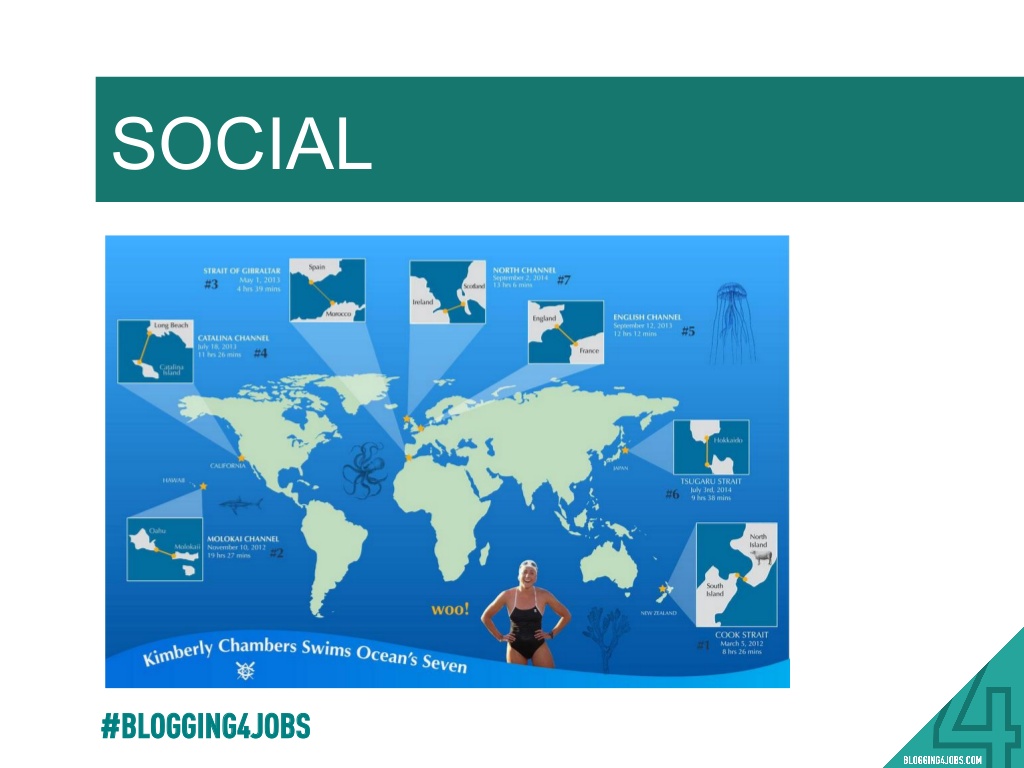 SOCIAL
STRAIT OF GIBRALTAR
#3
May 1, 2013
4 hrs 39 mins
Spain
Morocco
Ireland
Scotland
NORTH CHANNEL
September 2, 2014
13 hrs 6 mins
#7
England
France
ENGLISH CHANNEL
September 12, 2013
12 hrs 12 mins
#5
Long Beach
Catalina
Island
CATALINA CHANNEL
July 18, 2013
11 hrs 26 mins
#4
CALIFORNIA
HAWAII
Hokkaido
JAPAN
TSUGARU STRAIT
#6
July 3rd, 2014
9 hrs 38 mins
Oahu
Molokai
MOLOKAI CHANNEL
November 10, 2012
19 hrs 27 mins
#2
North
Island
South
Island
NEW ZEALAND
COOK STRAIT
#1
March 5, 2012
8 hrs 26 mins
woo!
Kimberly Chambers Swims Ocean's Seven
#BLOGGING4JOBS
4
BLOGGING4JOBS.COM